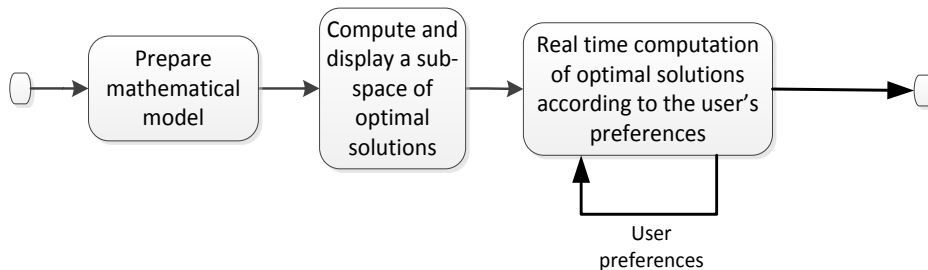 Prepare
mathematical
model
Compute and
display a sub-
space of
optimal
solutions
Real time computation
of optimal solutions
according to the user’s
preferences
User
preferences